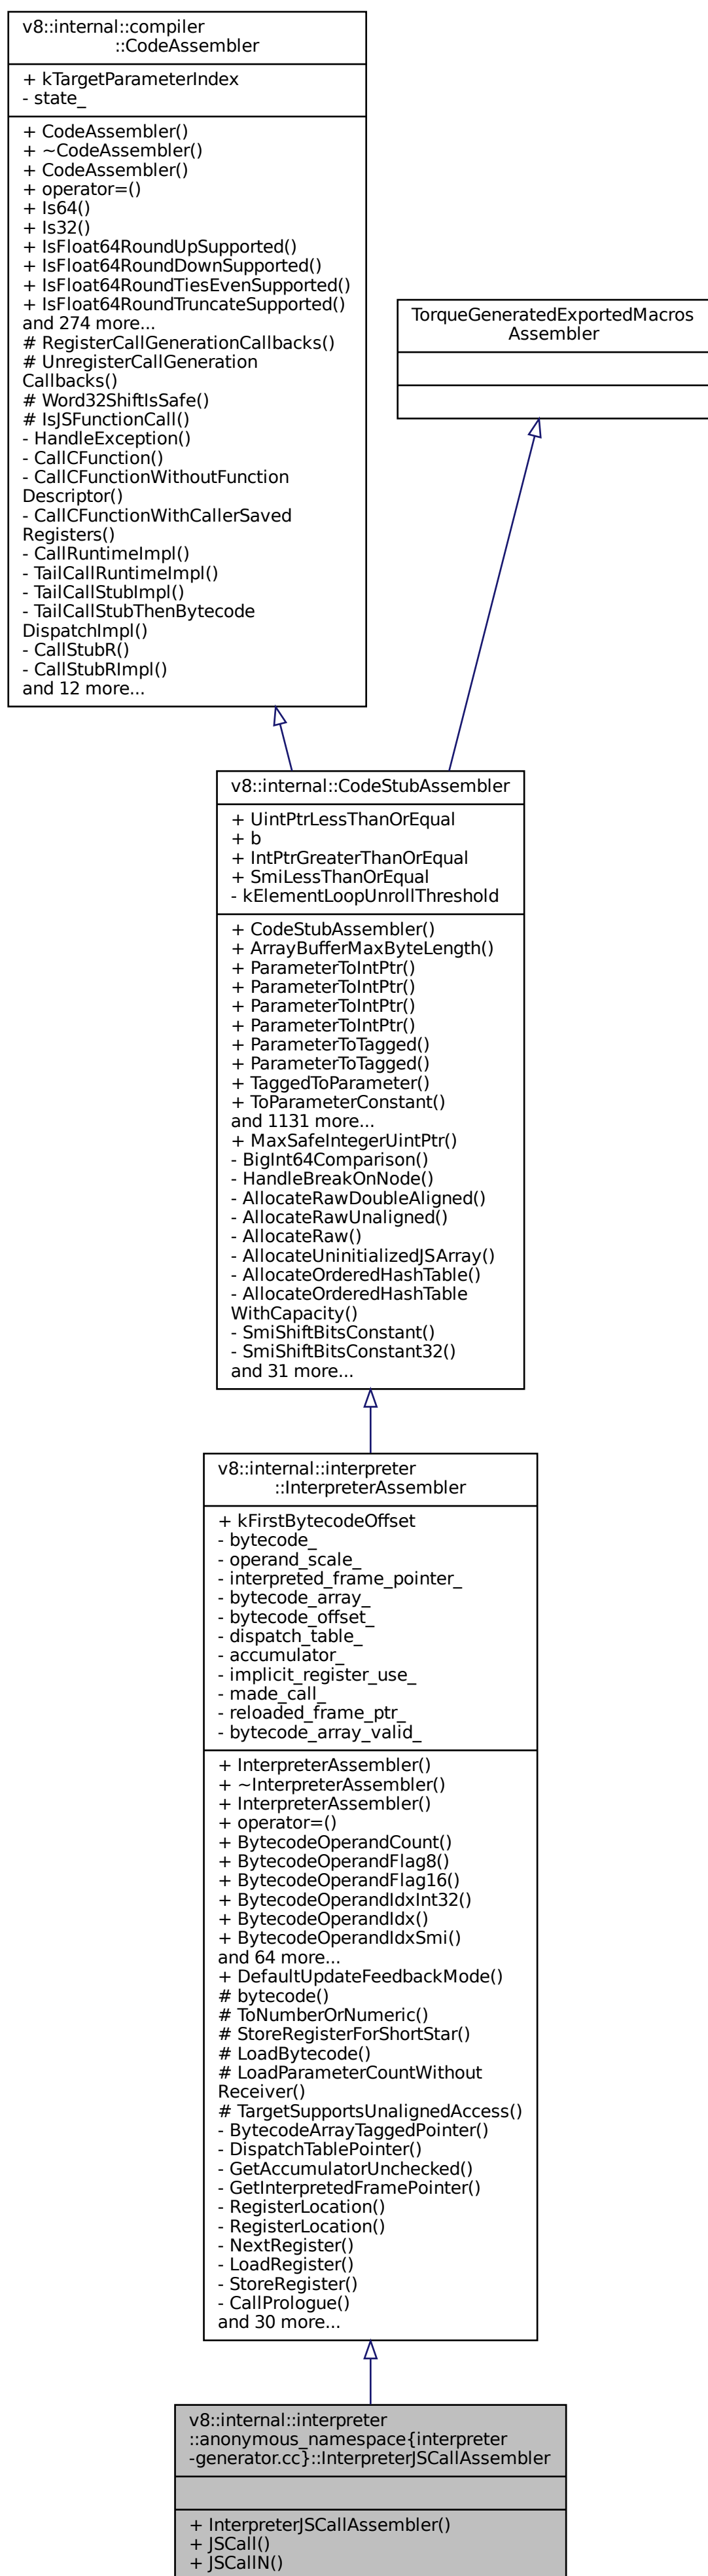 v8::internal::compiler
::CodeAssembler
+ kTargetParameterIndex
- state_
+ CodeAssembler()
+ ~CodeAssembler()
+ CodeAssembler()
+ operator=()
+ Is64()
+ Is32()
+ IsFloat64RoundUpSupported()
+ IsFloat64RoundDownSupported()
+ IsFloat64RoundTiesEvenSupported()
+ IsFloat64RoundTruncateSupported()
and 274 more...
# RegisterCallGenerationCallbacks()
# UnregisterCallGeneration
Callbacks()
# Word32ShiftIsSafe()
# IsJSFunctionCall()
- HandleException()
- CallCFunction()
- CallCFunctionWithoutFunction
Descriptor()
- CallCFunctionWithCallerSaved
Registers()
- CallRuntimeImpl()
- TailCallRuntimeImpl()
- TailCallStubImpl()
- TailCallStubThenBytecode
DispatchImpl()
- CallStubR()
- CallStubRImpl()
and 12 more...
TorqueGeneratedExportedMacros
Assembler
v8::internal::CodeStubAssembler
+ UintPtrLessThanOrEqual
+ b
+ IntPtrGreaterThanOrEqual
+ SmiLessThanOrEqual
- kElementLoopUnrollThreshold
+ CodeStubAssembler()
+ ArrayBufferMaxByteLength()
+ ParameterToIntPtr()
+ ParameterToIntPtr()
+ ParameterToIntPtr()
+ ParameterToIntPtr()
+ ParameterToTagged()
+ ParameterToTagged()
+ TaggedToParameter()
+ ToParameterConstant()
and 1131 more...
+ MaxSafeIntegerUintPtr()
- BigInt64Comparison()
- HandleBreakOnNode()
- AllocateRawDoubleAligned()
- AllocateRawUnaligned()
- AllocateRaw()
- AllocateUninitializedJSArray()
- AllocateOrderedHashTable()
- AllocateOrderedHashTable
WithCapacity()
- SmiShiftBitsConstant()
- SmiShiftBitsConstant32()
and 31 more...
v8::internal::interpreter
::InterpreterAssembler
+ kFirstBytecodeOffset
- bytecode_
- operand_scale_
- interpreted_frame_pointer_
- bytecode_array_
- bytecode_offset_
- dispatch_table_
- accumulator_
- implicit_register_use_
- made_call_
- reloaded_frame_ptr_
- bytecode_array_valid_
+ InterpreterAssembler()
+ ~InterpreterAssembler()
+ InterpreterAssembler()
+ operator=()
+ BytecodeOperandCount()
+ BytecodeOperandFlag8()
+ BytecodeOperandFlag16()
+ BytecodeOperandIdxInt32()
+ BytecodeOperandIdx()
+ BytecodeOperandIdxSmi()
and 64 more...
+ DefaultUpdateFeedbackMode()
# bytecode()
# ToNumberOrNumeric()
# StoreRegisterForShortStar()
# LoadBytecode()
# LoadParameterCountWithout
Receiver()
# TargetSupportsUnalignedAccess()
- BytecodeArrayTaggedPointer()
- DispatchTablePointer()
- GetAccumulatorUnchecked()
- GetInterpretedFramePointer()
- RegisterLocation()
- RegisterLocation()
- NextRegister()
- LoadRegister()
- StoreRegister()
- CallPrologue()
and 30 more...
v8::internal::interpreter
::anonymous_namespace{interpreter
-generator.cc}::InterpreterJSCallAssembler
+ InterpreterJSCallAssembler()
+ JSCall()
+ JSCallN()